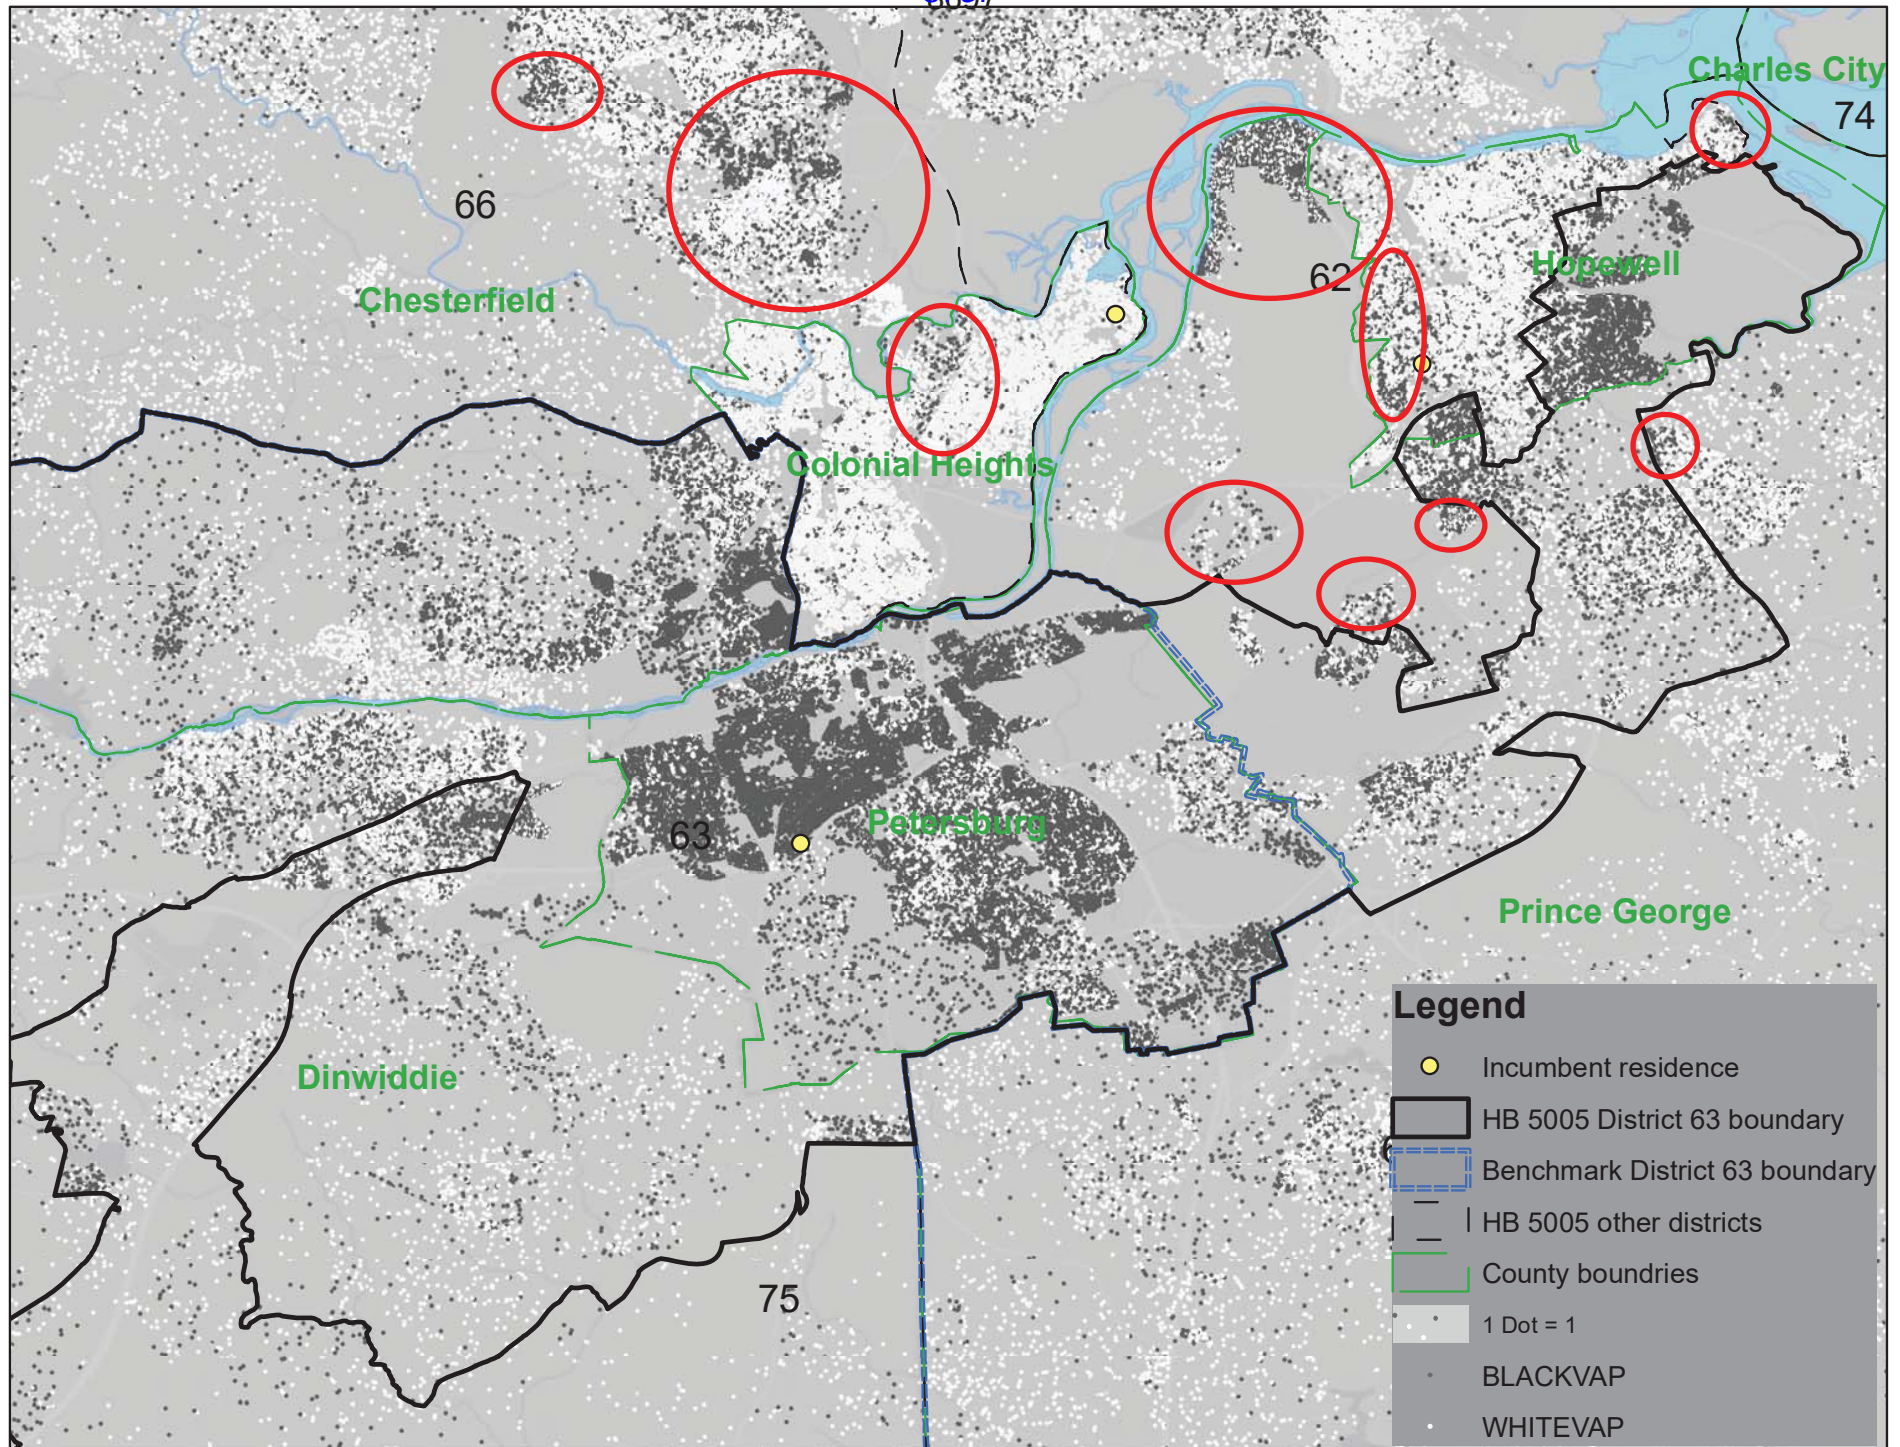 Charles City
74
66
62
Hopewell
Chesterfield
Colonial Heights
63
Petersburg
Prince George
Dinwiddie
75
Legend
Incumbent residence
HB 5005 District 63 boundary
Benchmark District 63 boundary
HB 5005 other districts
County boundries
1 Dot = 1
BLACKVAP
WHITEVAP